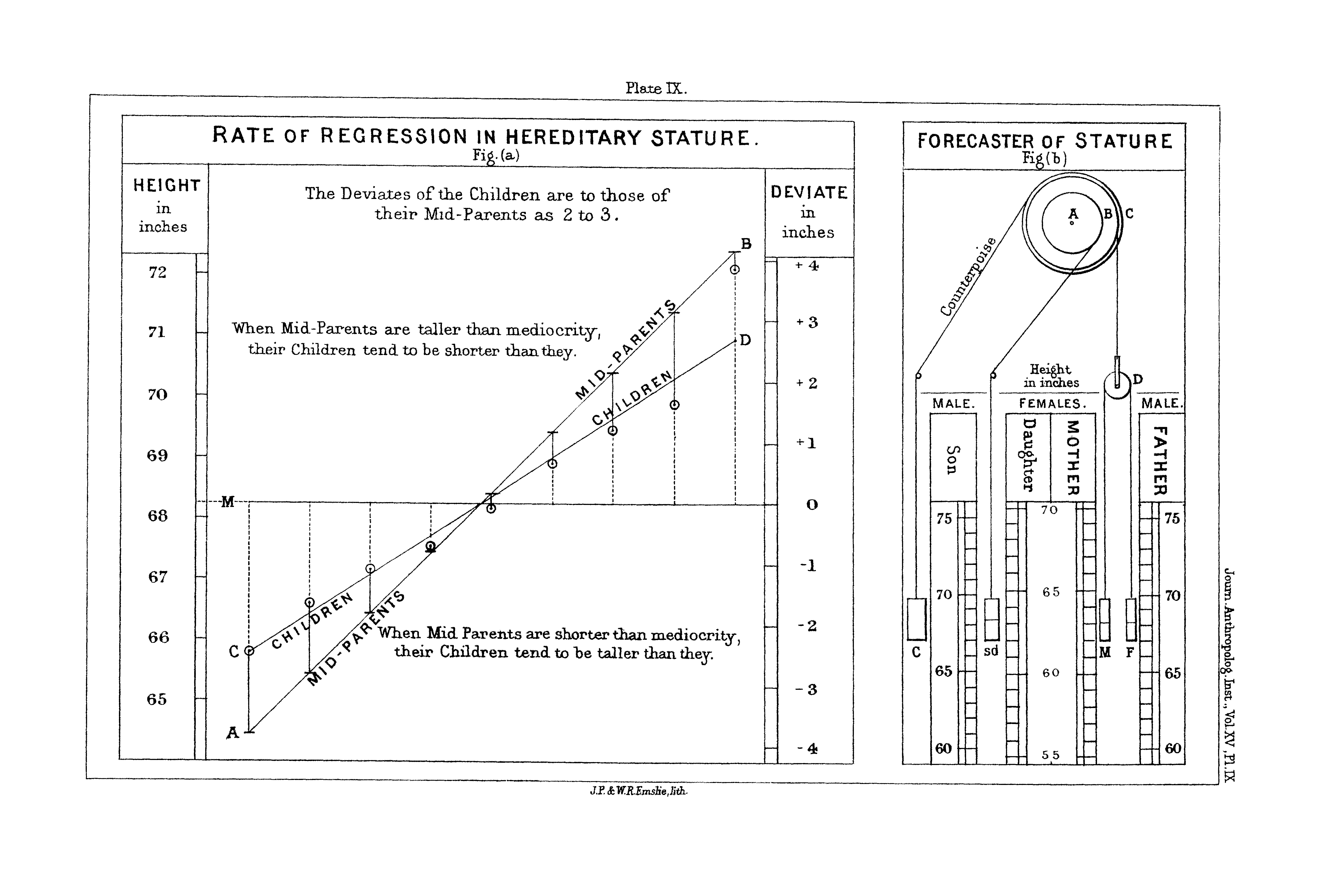 Plate IX.
RATE OF REGRESSION IN HEREDITARY STATURE.
Fig.(a)
HEIGHT
in
inches
The Deviates of the Children are to those of
their Mid-Parents as 2 to 3.
DEVIATE
in
inches
72
71
70
69
68
67
66
65
When Mid-Parents are taller than mediocrity,
their Children tend to be shorter than they.
MID-PARENTS
CHILDREN
B
D
M
C
A
CHILDREN
MID-PARENTS
When Mid Parents are shorter than mediocrity,
their Children tend to be taller than they.
+4
+3
+2
+1
0
-1
-2
-3
-4
FORECASTER OF STATURE
Fig(b)
A
B
C
Counterpoise
D
Height
in inches
MALE.
FEMALES.
MALE.
Son
Daughter
MOTHER
FATHER
75
70
65
60
70
65
60
55
75
70
65
60
C
sd
M
F
Journ. Anthropolog. Inst., Vol. XV, Pl. IX
J.P. & W.R. Emslie, lith.